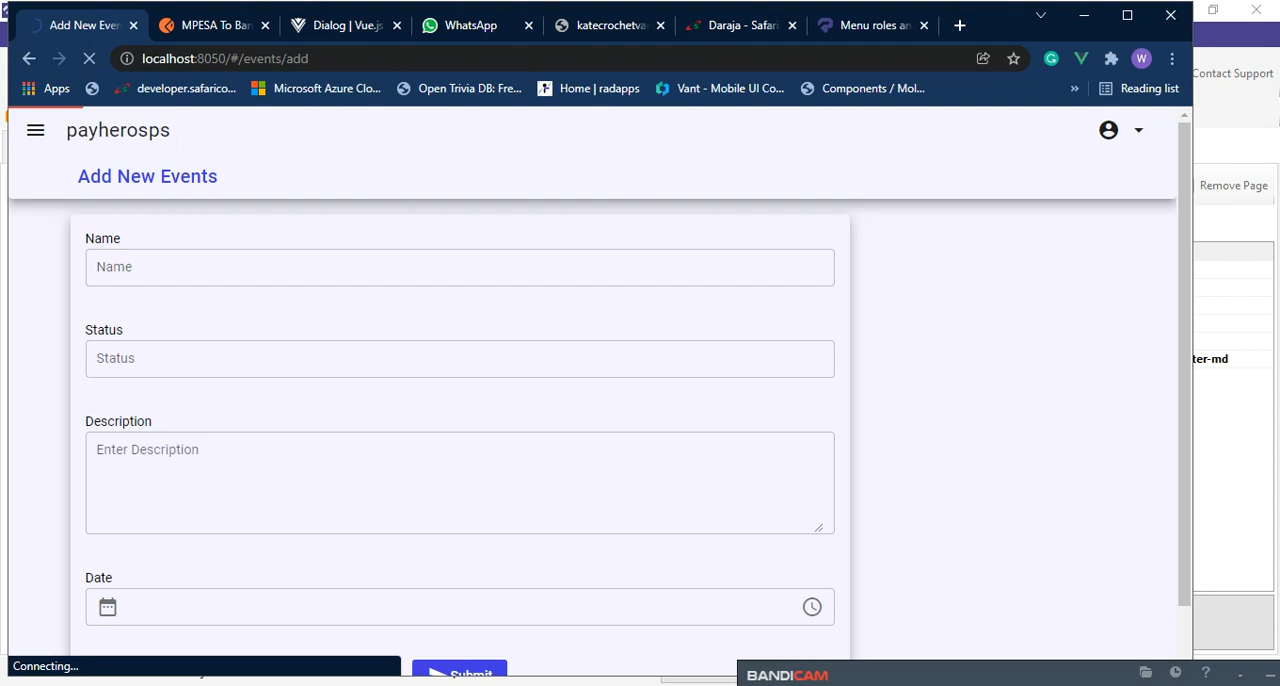 Add New Even
MPESA To Ban
Dialog | Vue.js
WhatsApp
katecrochetva
Daraja - Safari
Menu roles an
localhost:8050/#/events/add
W
Contact Support
Apps
developer.safarico...
Microsoft Azure Clo...
Open Trivia DB: Fre...
Home | radapps
Vant - Mobile UI Co...
Components / Mol...
»
Reading list
payherosps
Add New Events
Remove Page
Name
Name
Status
Status
ter-md
Description
Enter Description
Date
Connecting...
Submit
BANDICAM